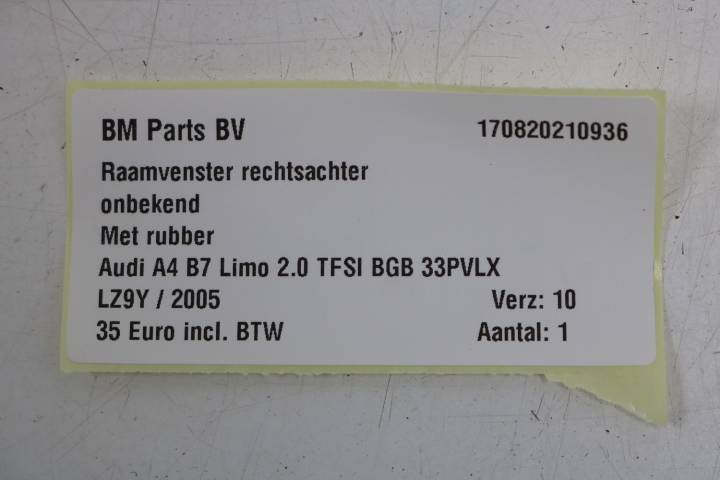 BM Parts BV 170820210936
Raamvenster rechtsachter
onbekend
Met rubber
Audi A4 B7 Limo 2.0 TFSI BGB 33PVLX
LZ9Y / 2005 Verz: 10
35 Euro incl. BTW Aantal: 1